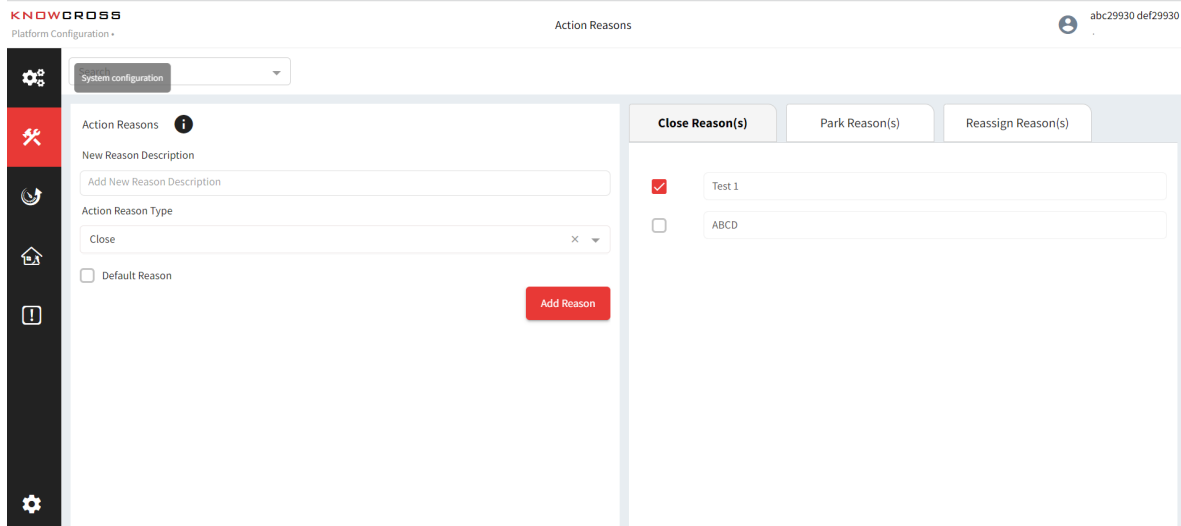 KNOWCROSS
Platform Configuration •
Action Reasons
abc29930 def29930
Search
System configuration
Action Reasons
New Reason Description
Add New Reason Description
Action Reason Type
Close
Default Reason
Add Reason
Close Reason(s)
Park Reason(s)
Reassign Reason(s)
Test 1
ABCD